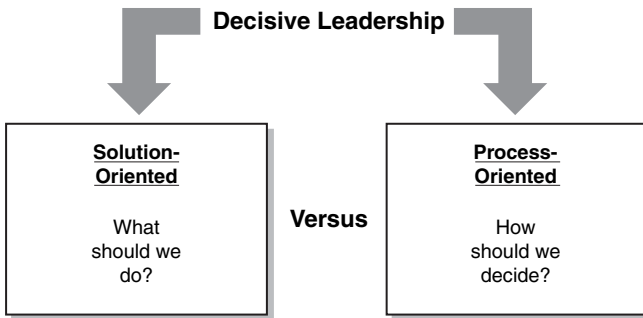 Decisive Leadership
Solution-
Oriented
What
should we
do?
Versus
Process-
Oriented
How
should we
decide?